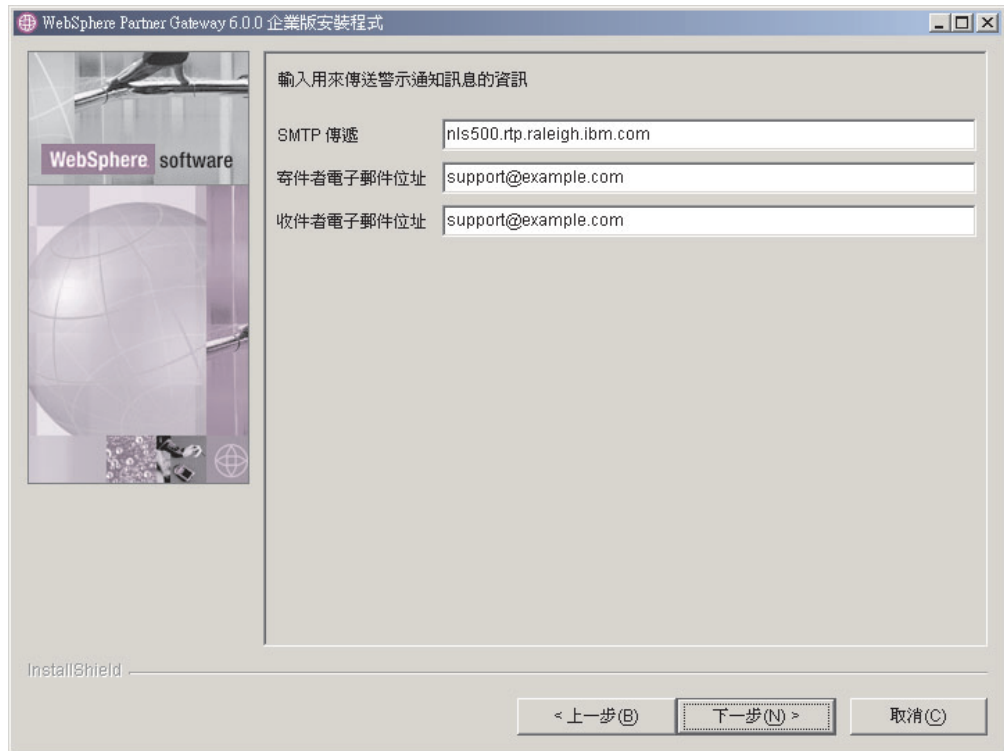 WebSphere Partner Gateway 6.0.0 企業版安裝程式
WebSphere software
輸入用來傳送警示通知訊息的資訊
SMTP 傳遞 nls500.rtp.raleigh.ibm.com
寄件者電子郵件位址 support@example.com
收件者電子郵件位址 support@example.com
InstallShield
<上一步(B) 下一步(N) > 取消(C)